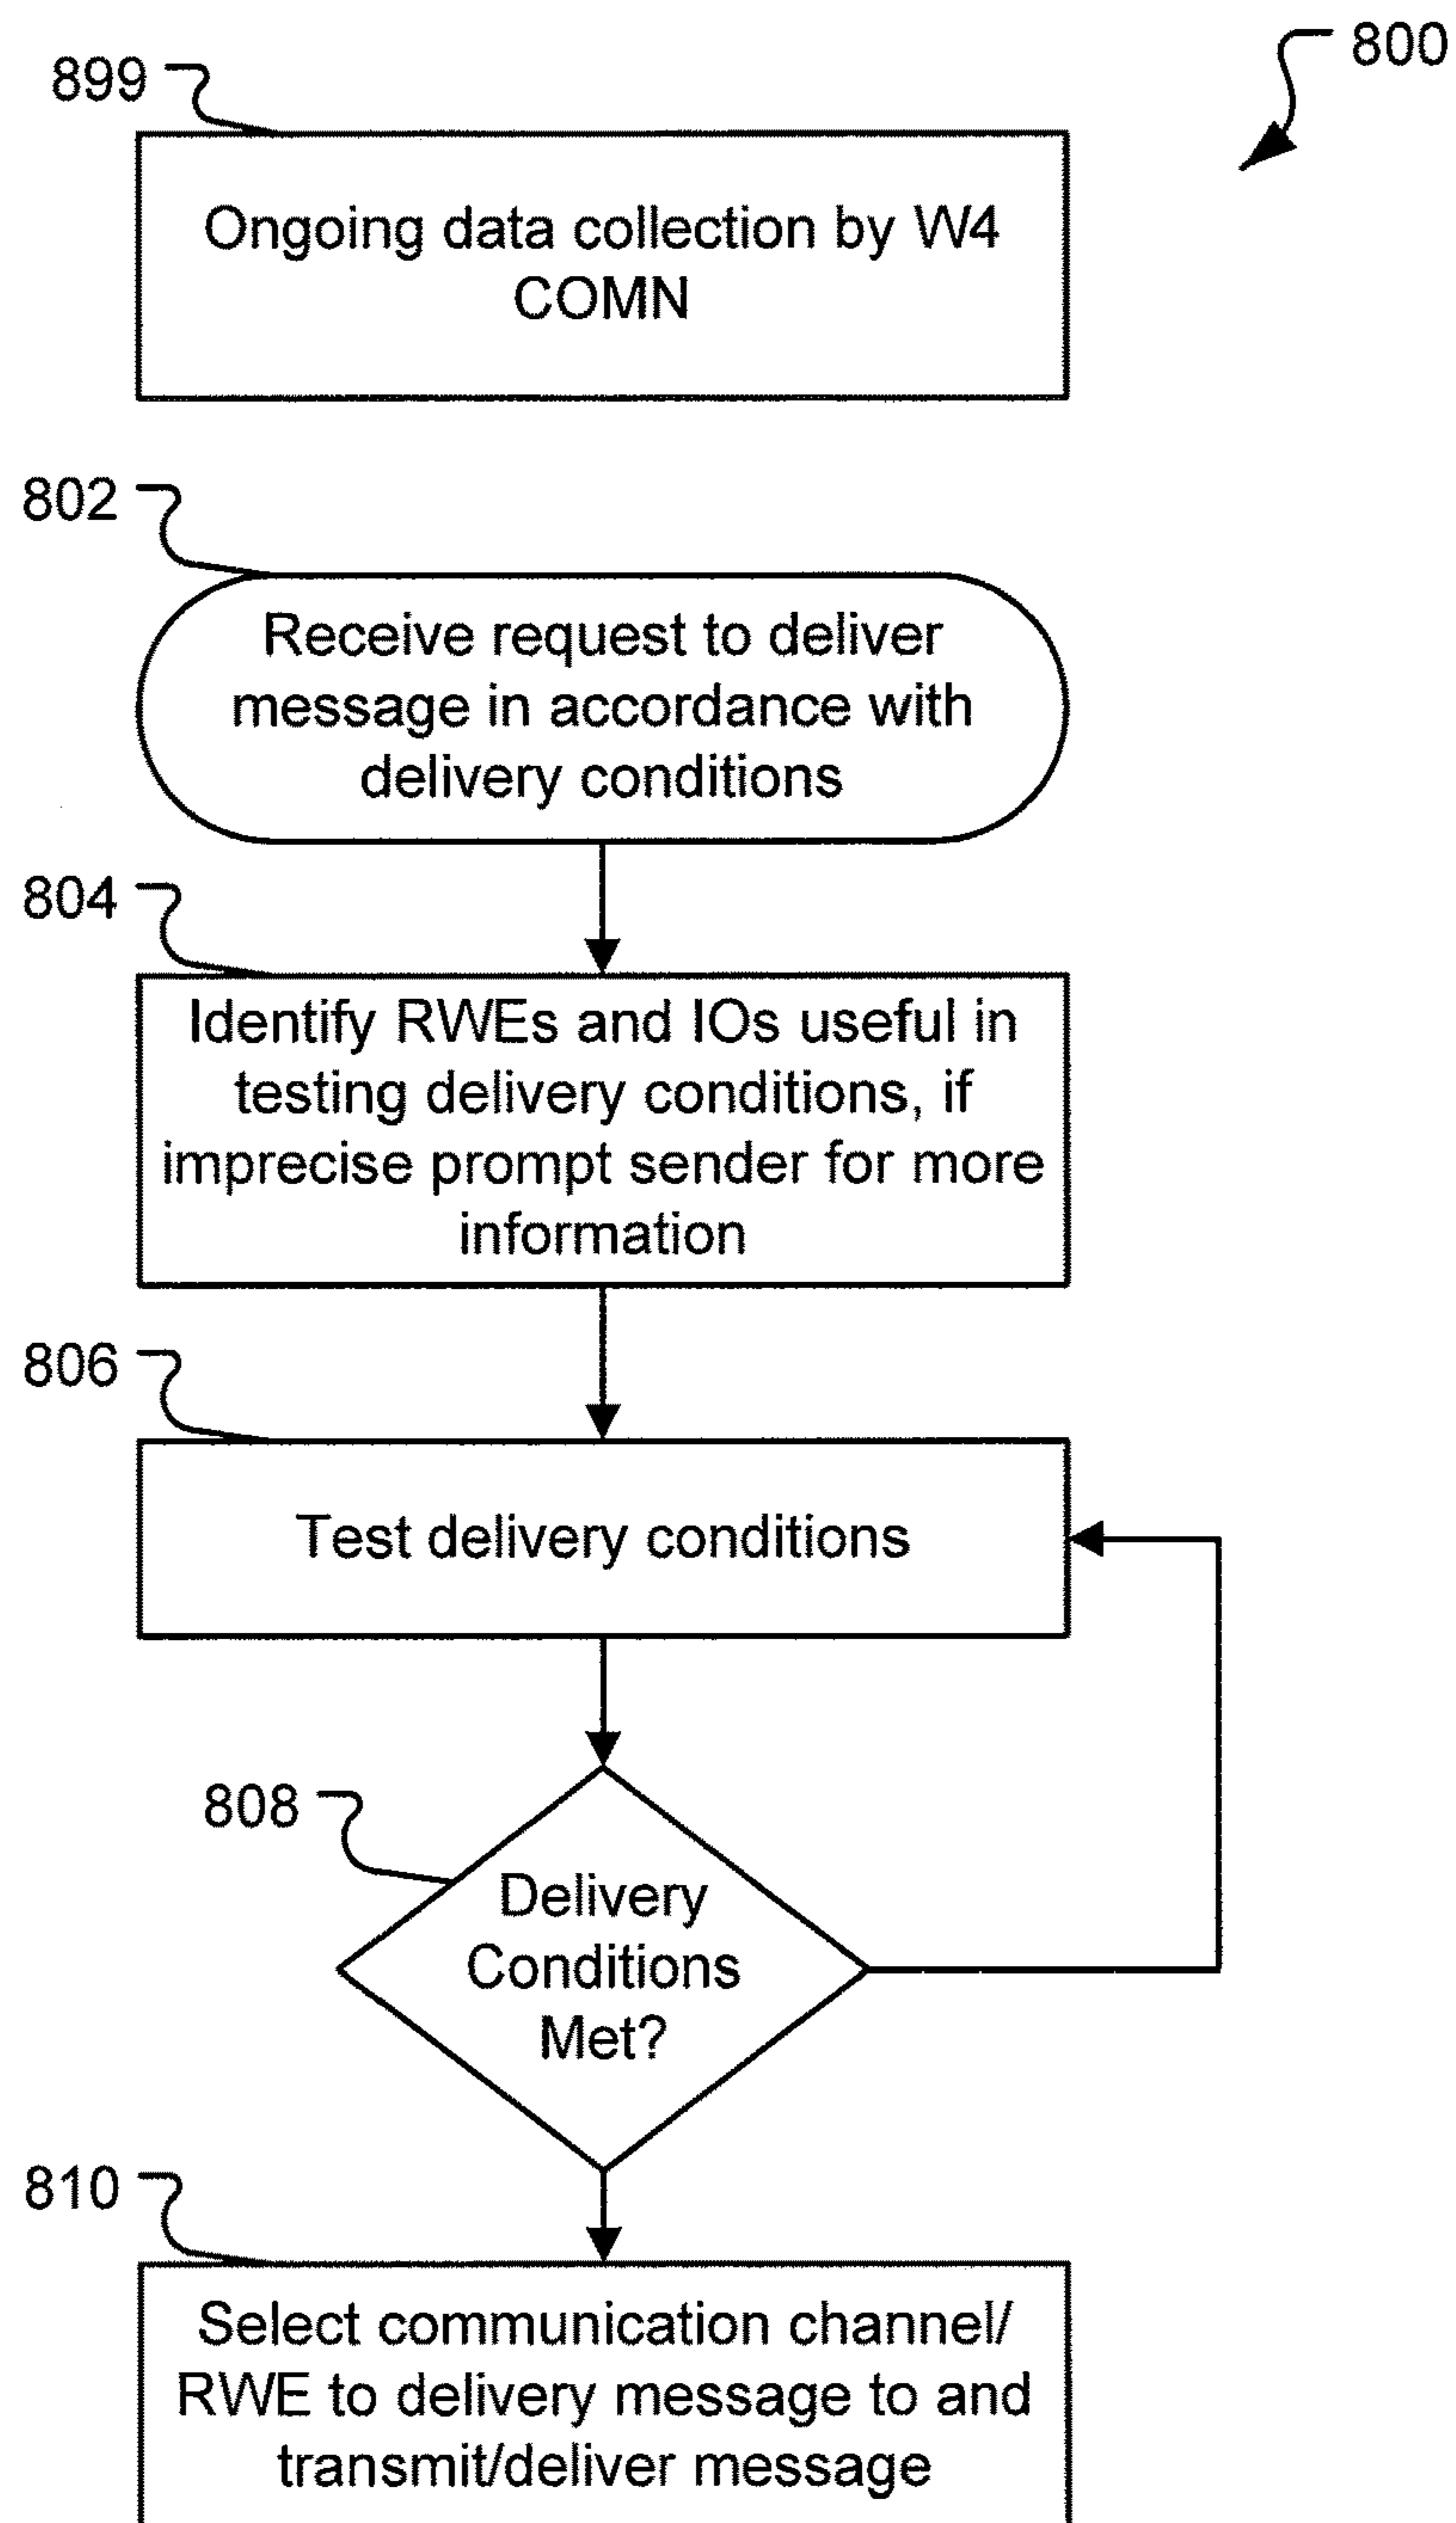 800
899
Ongoing data collection by W4
COMN
802
Receive request to deliver
message in accordance with
delivery conditions
804
Identify RWEs and IOs useful in
testing delivery conditions, if
imprecise prompt sender for more
information
806
Test delivery conditions
808
Delivery
Conditions
Met?
810
Select communication channel/
RWE to delivery message to and
transmit/deliver message